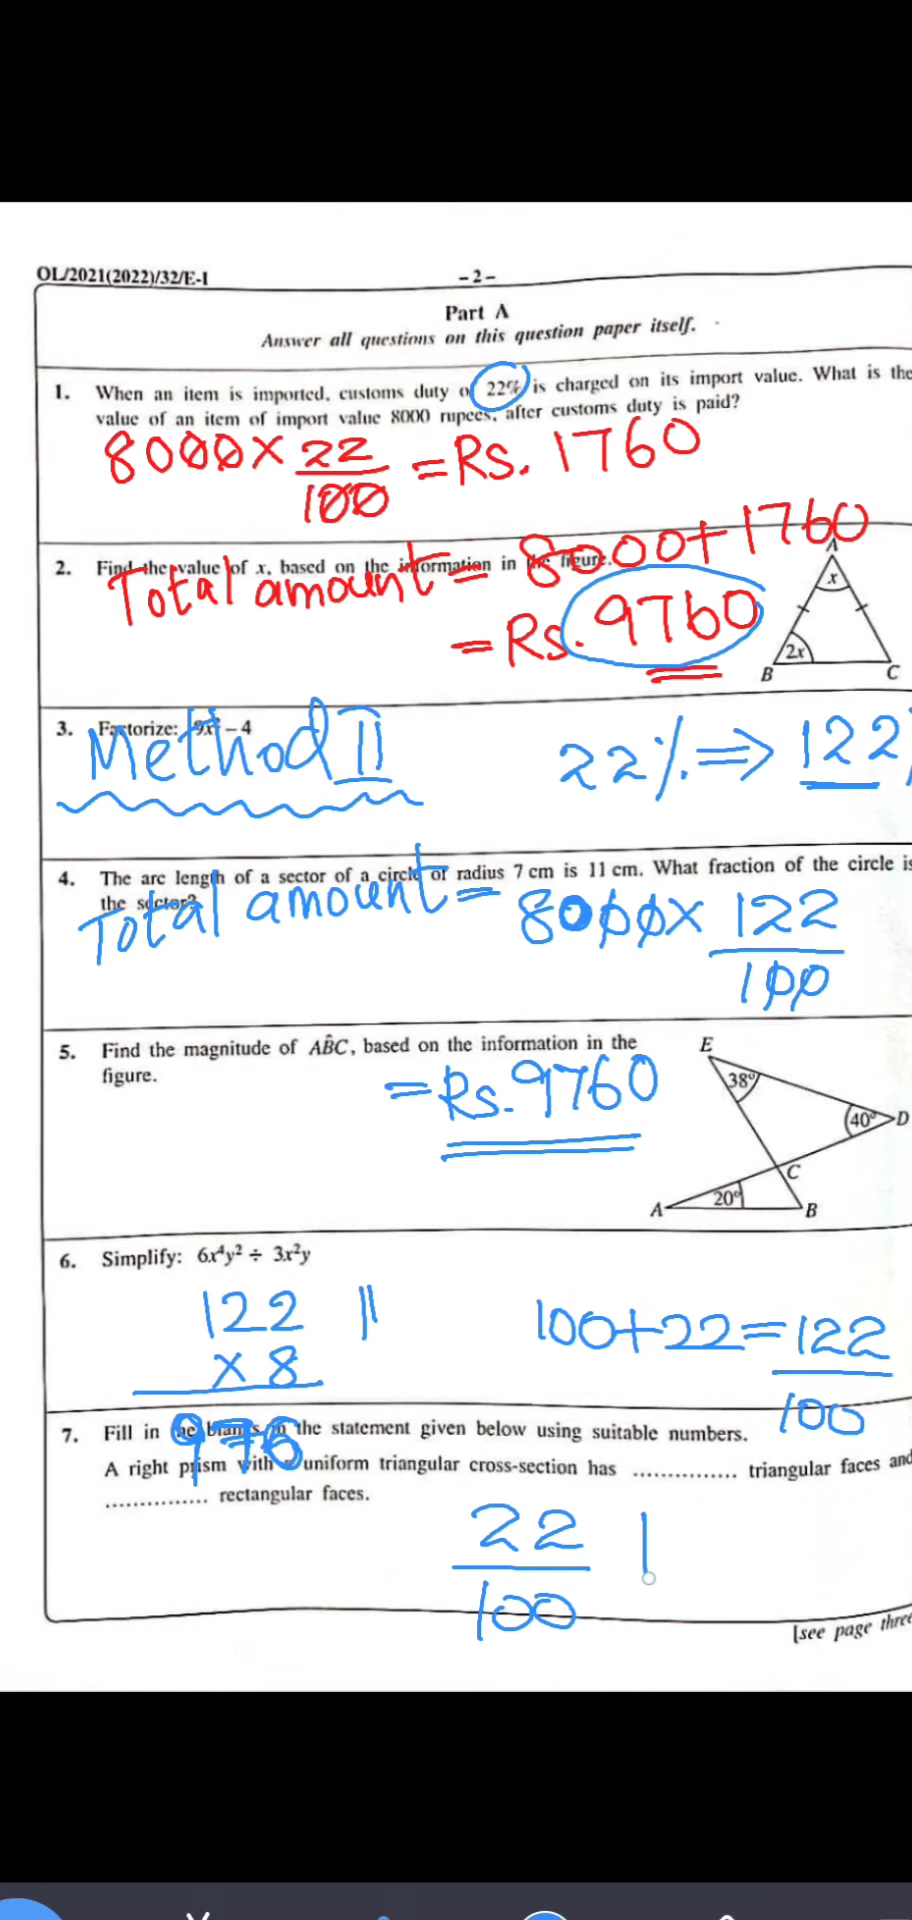 OL/2021(2022)/32/E-I
- 2 -
Part A
Answer all questions on this question paper itself.
1. When an item is imported, customs duty o 22% is charged on its import value. What is the
value of an item of import value 8000 rupees, after customs duty is paid?
8000 × 22/100 = Rs. 1760
2. Find the value of x, based on the information in the figure.
Total amount = 8000 + 1760
= Rs. 9760
A
x
2x
B
C
3. Factorize: 9x² – 4
Method II
22% ⇒ 122
4. The arc length of a sector of a circle of radius 7 cm is 11 cm. What fraction of the circle is
the sector?
Total amount = 8000 × 122/100
5. Find the magnitude of AB̂C, based on the information in the
figure.
= Rs. 9760
E
38°
40°
D
C
20°
A
B
6. Simplify: 6x⁴y² ÷ 3x²y
122
× 8
976
100 + 22 = 122/100
7. Fill in the blanks in the statement given below using suitable numbers.
A right prism with uniform triangular cross-section has ............... triangular faces and
............... rectangular faces.
22/100
[see page three